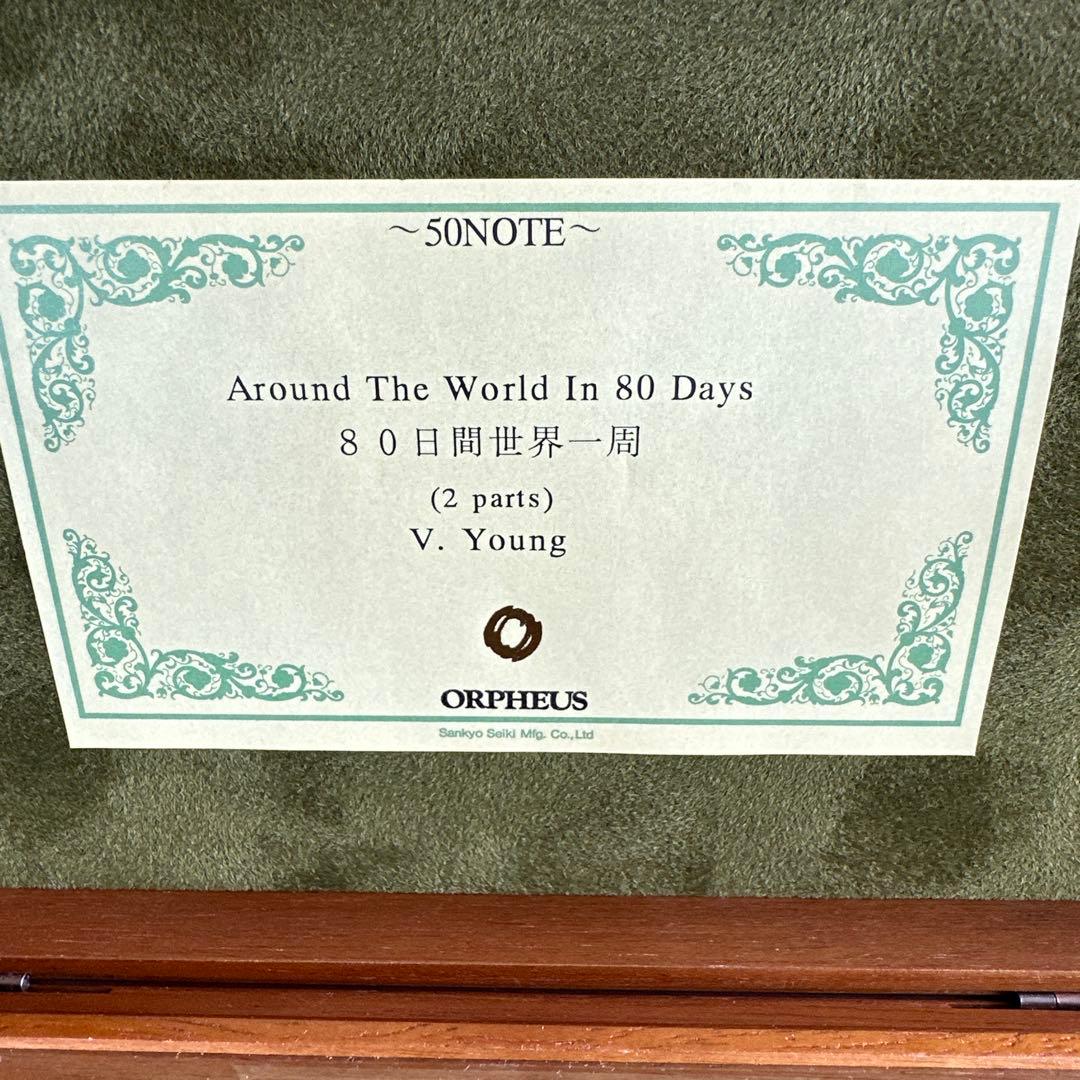 ～50NOTE～
Around The World In 80 Days
８０日間世界一周
(2 parts)
V. Young
ORPHEUS
Sankyo Seiki Mfg. Co.,Ltd